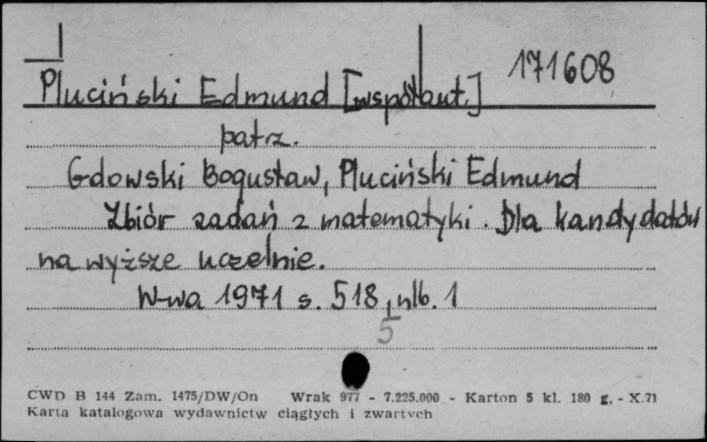 171608
Pluciński Edmund [współaut.]
patrz.
Gdowski Bogusław, Pluciński Edmund
Zbiór zadań z matematyki. Dla kandydatów
na wyższe uczelnie.
W-wa 1971 s. 518, nlb. 1
5
CWD B 144 Zam. 1475/DW/On Wrak 977 - 7.225.000 - Karton 5 kl. 180 g. - X.71
Karta katalogowa wydawnictw ciągłych i zwartych